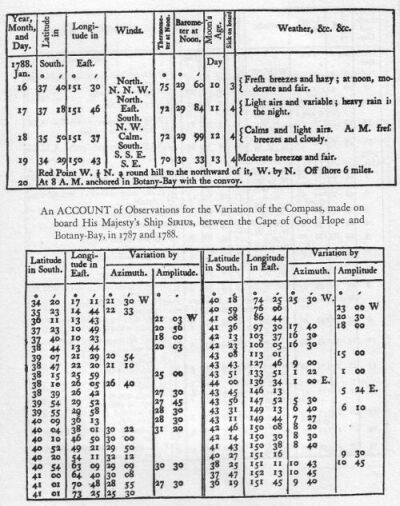 Year, Month, and Day. Latitude in Longitude in Winds. Thermometer at Noon. Barometer at Noon. Moon's Age. Sick on board Weather, &c. &c.
1788. South. East. Day
Jan. ° ′ ° ′ ° ′
16 37 40 151 30 North. N. N. W. 75 29 60 10 3 Fresh breezes and hazy; at noon, moderate and fair.
17 37 18 151 46 North. East. South. 72 29 84 11 4 Light airs and variable; heavy rain in the night.
18 35 50 151 37 N. W. Calm. South. 72 29 99 12 4 Calms and light airs. A. M. fresh breezes and cloudy.
19 34 29 150 43 S. S. E. S. E. 70 30 33 13 4 Moderate breezes and fair.
Red Point W. ½ N. a round hill to the northward of it, W. by N. Off shore 6 miles.
20 At 8 A. M. anchored in Botany-Bay with the convoy.
An ACCOUNT of Observations for the Variation of the Compass, made on
board His Majesty's Ship SIRIUS, between the Cape of Good Hope and
Botany-Bay, in 1787 and 1788.
Latitude in South. Longitude in East. Variation by
Azimuth. Amplitude.
° ′ ° ′ ° ′ ° ′
34 20 17 11 21 30 W
35 23 14 44 22 33
36 11 13 43 21 03 W
37 23 10 49 20 56
37 40 10 23 18 00
38 44 13 44 20 03
39 07 21 29 20 54
38 47 22 20 21 10
38 15 25 59 25 00
38 10 26 05 26 40
38 39 26 42 27 30
39 54 29 52 27 45
39 55 29 58 28 30
40 09 36 13 28 30
40 04 38 01 30 22 31 20
40 10 46 50 30 00
40 52 49 21 29 50
40 20 54 11 32 12
40 54 63 09 29 09 30 30
41 00 64 40 30 08
41 01 70 48 28 55 27 30
41 01 73 25 25 30
Latitude in South. Longitude in East. Variation by
Azimuth. Amplitude
° ′ ° ′ ° ′ ° ′
40 18 74 25 25 30 W.
40 59 76 06 23 00 W
41 08 86 44 20 30
41 36 97 30 17 40 18 00
42 13 103 37 16 30
42 23 106 05 16 30
43 08 113 01 15 00
43 43 127 46 9 00
43 51 133 51 1 22 1 00
44 00 136 34 1 00 E.
43 45 146 13 5 24 E.
43 56 147 52 5 30
43 31 149 13 6 40 6 10
43 11 149 44 7 27
42 46 150 08 8 20
42 14 150 30 8 30
41 43 150 38 8 40
40 27 151 16 9 30
38 25 151 11 10 43 10 45
37 47 152 13 10 45
36 19 151 45 9 40